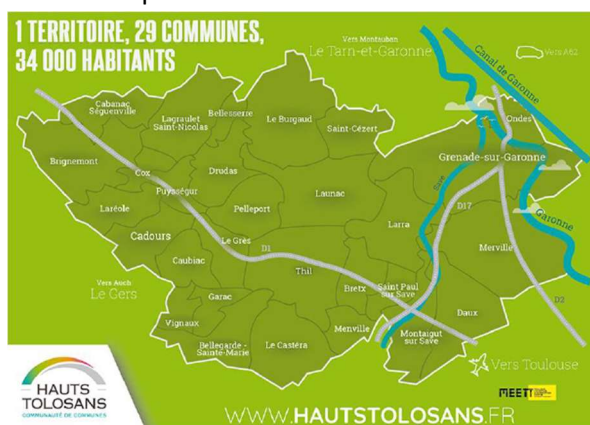 1 TERRITOIRE, 29 COMMUNES,
34 000 HABITANTS
Vers Montauban
Le Tarn-et-Garonne
Vers A62
Canal de Garonne
Cabanac
Séguenville
Lagraulet
Saint-Nicolas
Bellesserre
Le Burgaud
Saint-Cézert
Ondes
Grenade-sur-Garonne
Brignemont
Cox
Drudas
Puysségur
Launac
Save
Laréole
Pelleport
Larra
D17
Garonne
Cadours
Le Grès
D1
Merville
Caubiac
Thil
Vers Auch
Le Gers
Garac
Bretx
Saint Paul
sur Save
D2
Vignaux
Menville
Daux
Bellegarde -
Sainte-Marie
Le Castéra
Montaigut
sur Save
Vers Toulouse
HAUTS
TOLOSANS
COMMUNAUTÉ DE COMMUNES
MEETT
WWW.HAUTSTOLOSANS.FR